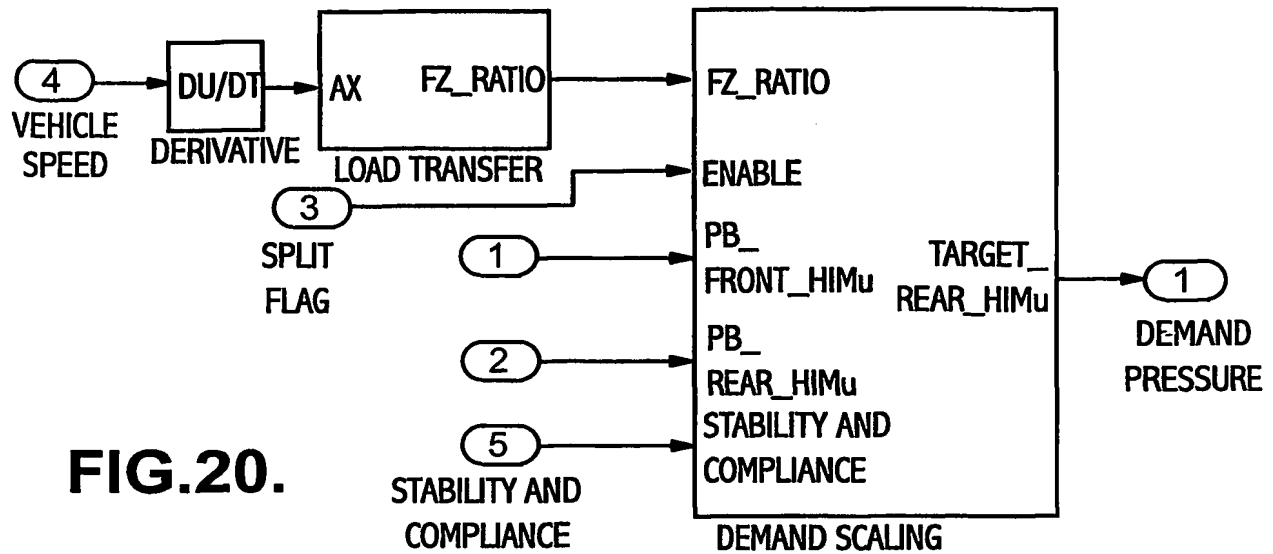 4
VEHICLE
SPEED
DU/DT
DERIVATIVE
AX
FZ_RATIO
LOAD TRANSFER
FZ_RATIO
3
SPLIT
FLAG
ENABLE
1
PB_
FRONT_HIMu
2
PB_
REAR_HIMu
5
STABILITY AND
COMPLIANCE
STABILITY AND
COMPLIANCE
TARGET_
REAR_HIMu
DEMAND SCALING
1
DEMAND
PRESSURE
FIG.20.